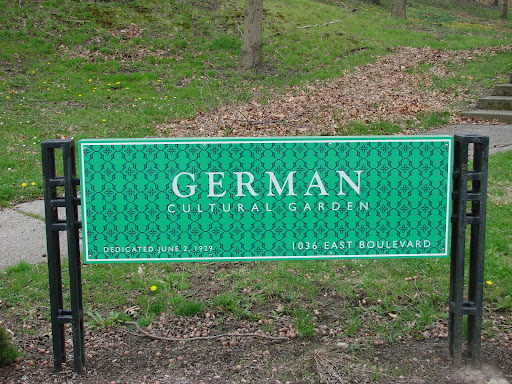 GERMAN
CULTURAL GARDEN
DEDICATED JUNE 2, 1929
1036 EAST BOULEVARD